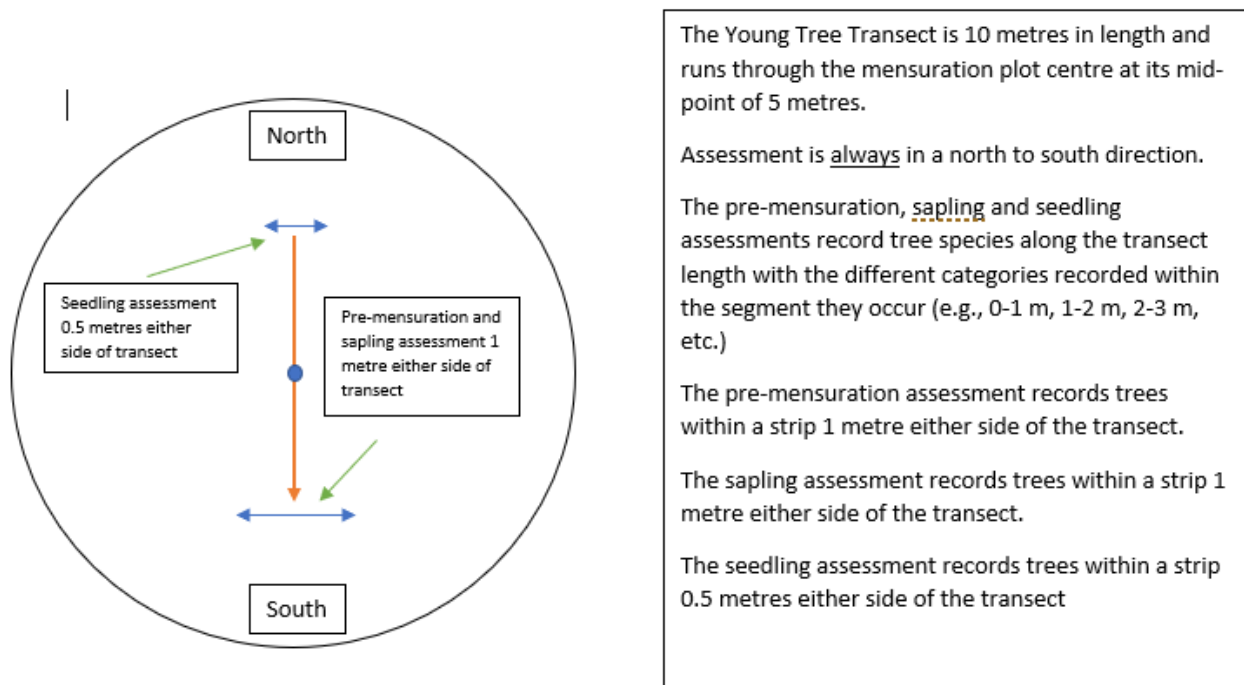 North
Seedling assessment
0.5 metres either
side of transect
Pre-mensuration and
sapling assessment 1
metre either side of
transect
South
The Young Tree Transect is 10 metres in length and
runs through the mensuration plot centre at its mid-
point of 5 metres.
Assessment is always in a north to south direction.
The pre-mensuration, sapling and seedling
assessments record tree species along the transect
length with the different categories recorded within
the segment they occur (e.g., 0-1 m, 1-2 m, 2-3 m,
etc.)
The pre-mensuration assessment records trees
within a strip 1 metre either side of the transect.
The sapling assessment records trees within a strip 1
metre either side of the transect.
The seedling assessment records trees within a strip
0.5 metres either side of the transect